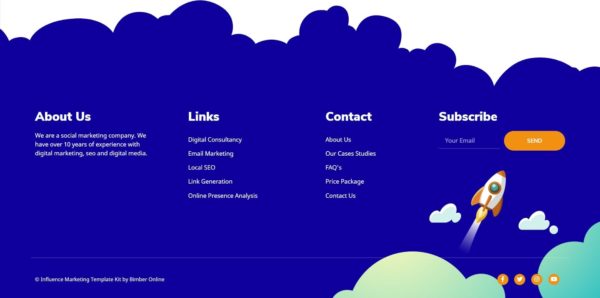 About Us
We are a social marketing company. We
have over 10 years of experience with
digital marketing, seo and digital media.
Links
Digital Consultancy
Email Marketing
Local SEO
Link Generation
Online Presence Analysis
Contact
About Us
Our Cases Studies
FAQ's
Price Package
Contact Us
Subscribe
Your Email
SEND
© Influence Marketing Template Kit by Bimber Online